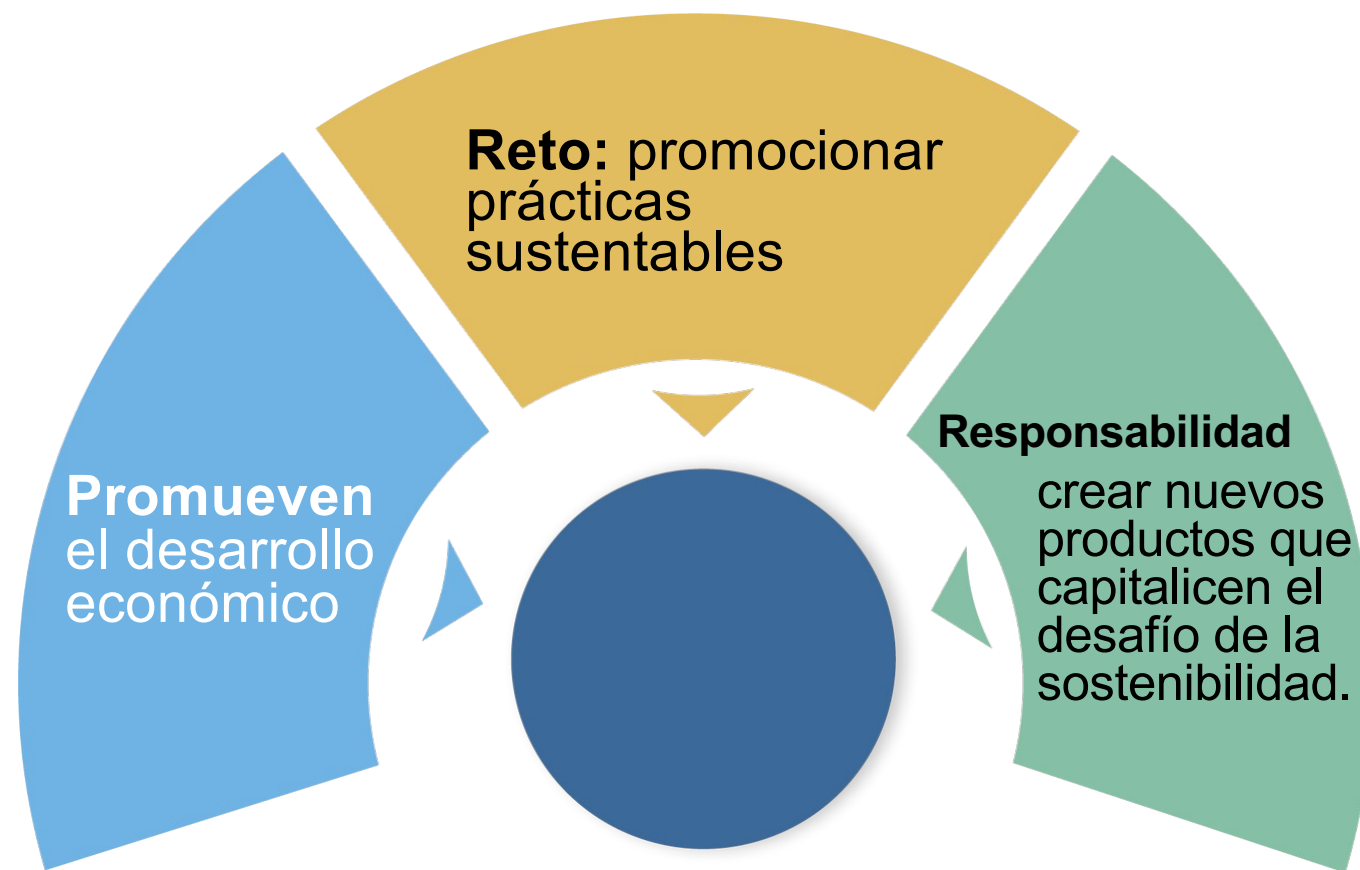 Reto: promocionar
prácticas
sustentables
Promueven
el desarrollo
económico
Responsabilidad
crear nuevos
productos que
capitalicen el
desafío de la
sostenibilidad.